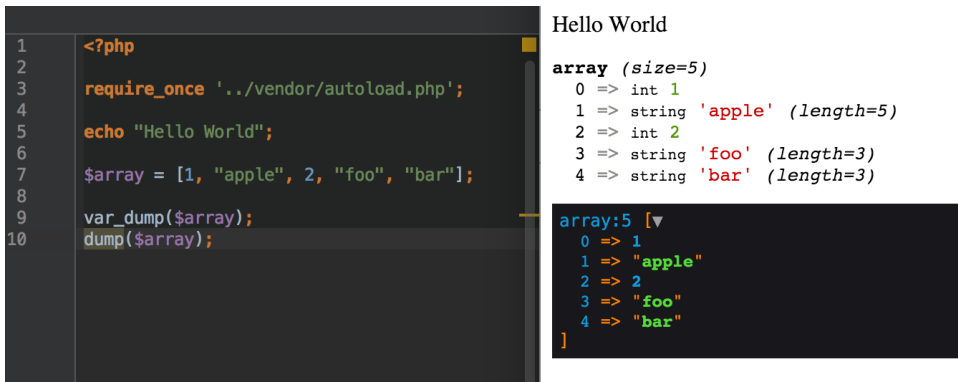 1 <?php
2
3 require_once '../vendor/autoload.php';
4
5 echo "Hello World";
6
7 $array = [1, "apple", 2, "foo", "bar"];
8
9 var_dump($array);
10 dump($array);
Hello World
array (size=5)
0 => int 1
1 => string 'apple' (length=5)
2 => int 2
3 => string 'foo' (length=3)
4 => string 'bar' (length=3)
array:5 [▼
0 => 1
1 => "apple"
2 => 2
3 => "foo"
4 => "bar"
]